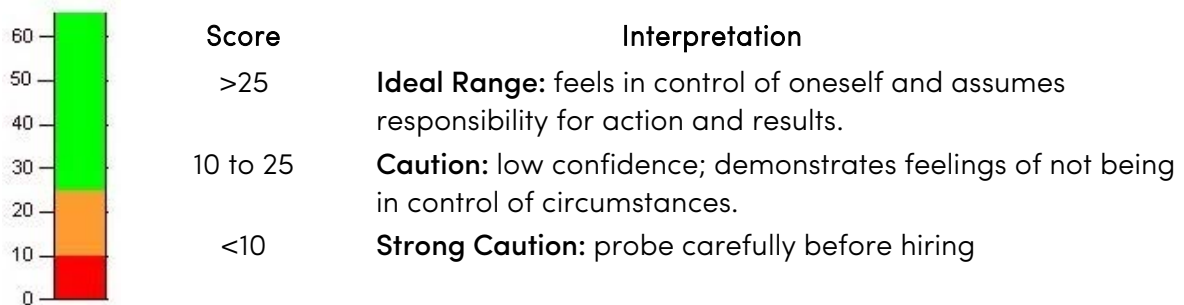 60
50
40
30
20
10
0
Score Interpretation
>25 Ideal Range: feels in control of oneself and assumes
responsibility for action and results.
10 to 25 Caution: low confidence; demonstrates feelings of not being
in control of circumstances.
<10 Strong Caution: probe carefully before hiring